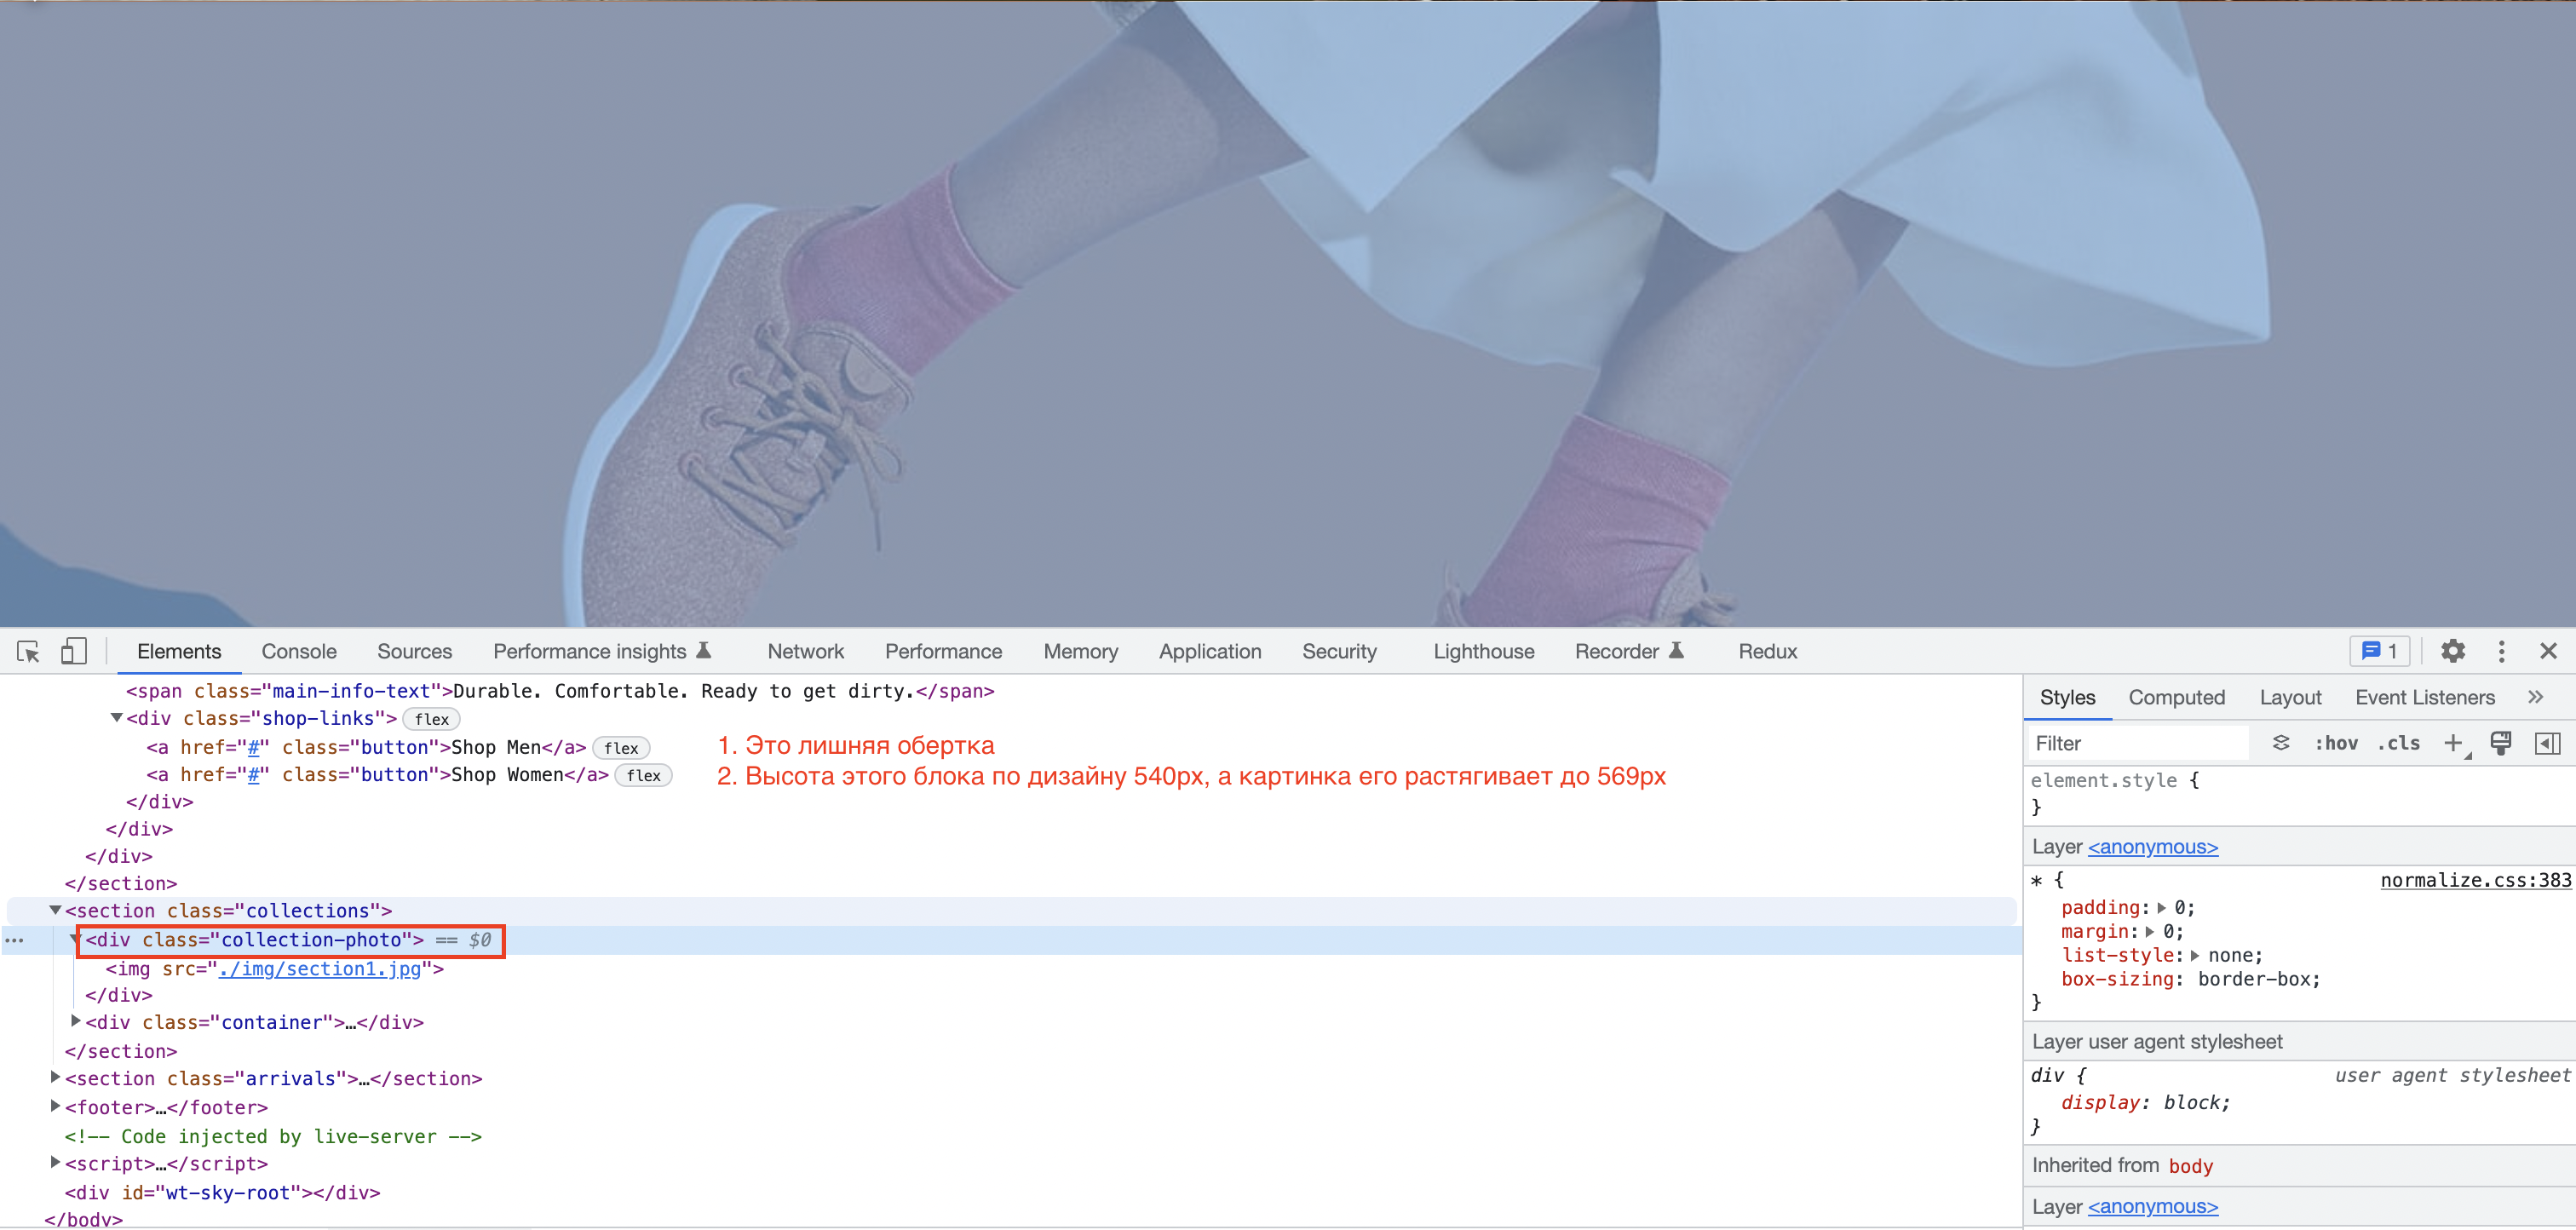 Elements Console Sources Performance insights Network Performance Memory Application Security Lighthouse Recorder Redux 1
<span class="main-info-text">Durable. Comfortable. Ready to get dirty.</span>
<div class="shop-links"> flex
<a href="#" class="button">Shop Men</a> flex
<a href="#" class="button">Shop Women</a> flex
</div>
</div>
</div>
</section>
<section class="collections">
<div class="collection-photo"> == $0
<img src="./img/section1.jpg">
</div>
<div class="container">…</div>
</section>
<section class="arrivals">…</section>
<footer>…</footer>
<!-- Code injected by live-server -->
<script>…</script>
<div id="wt-sky-root"></div>
</body>
1. Это лишняя обертка
2. Высота этого блока по дизайну 540px, а картинка его растягивает до 569px
Styles Computed Layout Event Listeners »
Filter :hov .cls
element.style {
}
Layer <anonymous>
* { normalize.css:383
padding: 0;
margin: 0;
list-style: none;
box-sizing: border-box;
}
Layer user agent stylesheet
div { user agent stylesheet
display: block;
}
Inherited from body
Layer <anonymous>